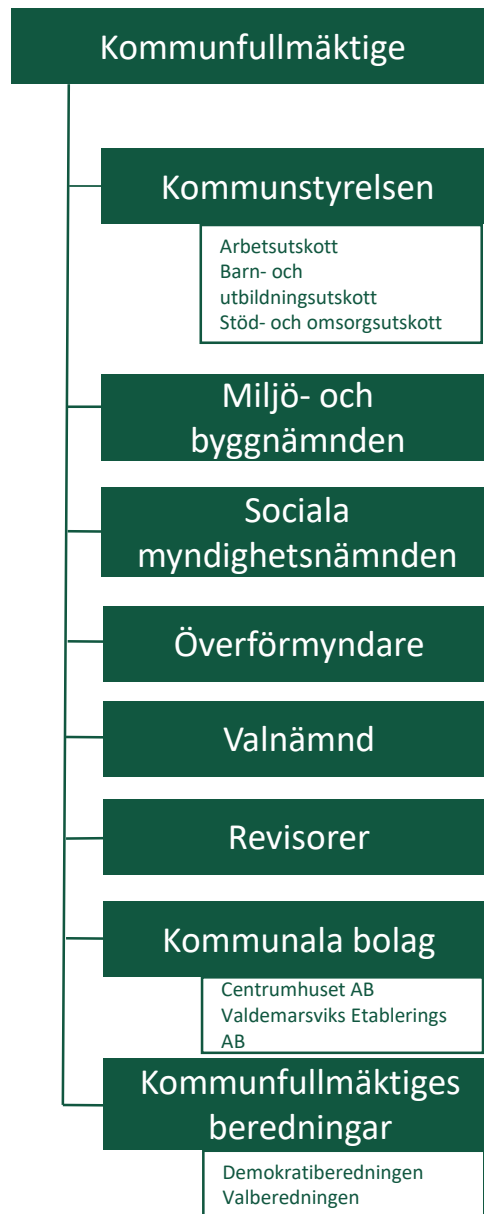 Kommunfullmäktige
Kommunstyrelsen
Arbetsutskott
Barn- och
utbildningsutskott
Stöd- och omsorgsutskott
Miljö- och
byggnämnden
Sociala
myndighetsnämnden
Överförmyndare
Valnämnd
Revisorer
Kommunala bolag
Centrumhuset AB
Valdemarsviks Etablerings
AB
Kommunfullmäktiges
beredningar
Demokratiberedningen
Valberedningen